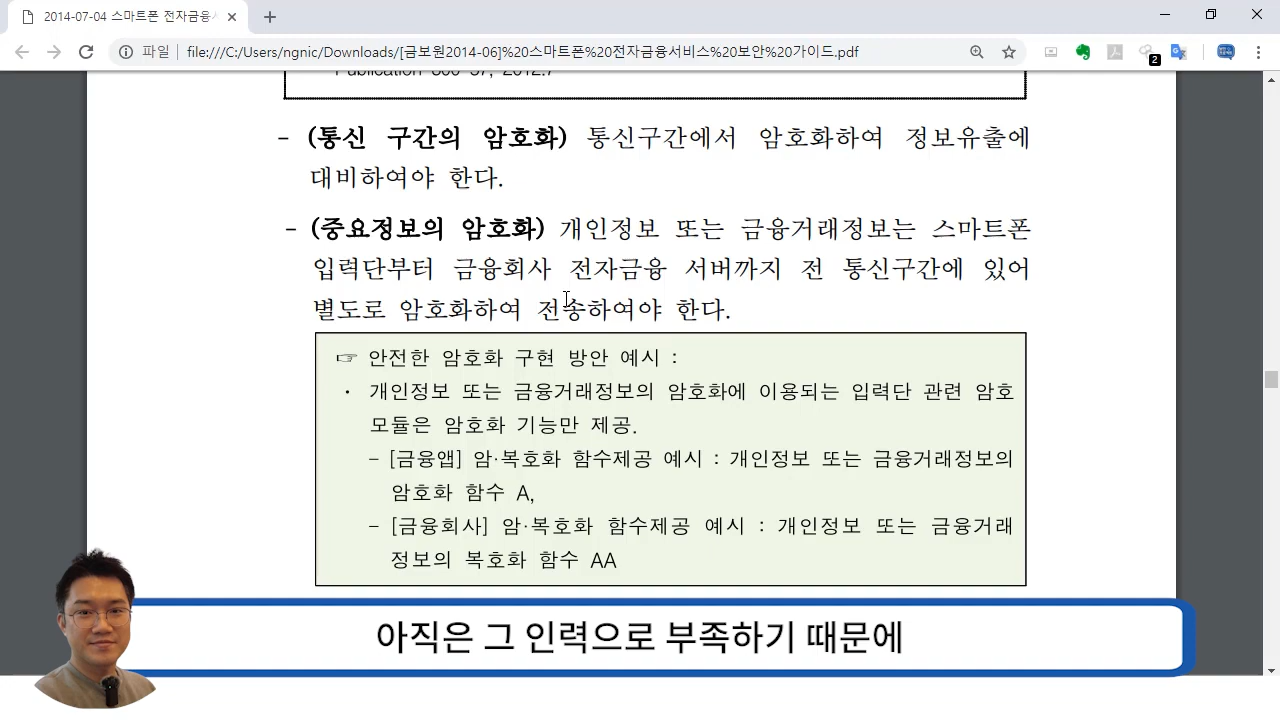 2014-07-04 스마트폰 전자금융서
파일
file:///C:/Users/ngnic/Downloads/[금보원2014-06]%20스마트폰%20전자금융서비스%20보안%20가이드.pdf
2
Publication 800-57, 2012.7
- (통신 구간의 암호화) 통신구간에서 암호화하여 정보유출에
대비하여야 한다.
- (중요정보의 암호화) 개인정보 또는 금융거래정보는 스마트폰
입력단부터 금융회사 전자금융 서버까지 전 통신구간에 있어
별도로 암호화하여 전송하여야 한다.
☞ 안전한 암호화 구현 방안 예시 :
· 개인정보 또는 금융거래정보의 암호화에 이용되는 입력단 관련 암호
모듈은 암호화 기능만 제공.
- [금융앱] 암·복호화 함수제공 예시 : 개인정보 또는 금융거래정보의
암호화 함수 A,
- [금융회사] 암·복호화 함수제공 예시 : 개인정보 또는 금융거래
정보의 복호화 함수 AA
아직은 그 인력으로 부족하기 때문에